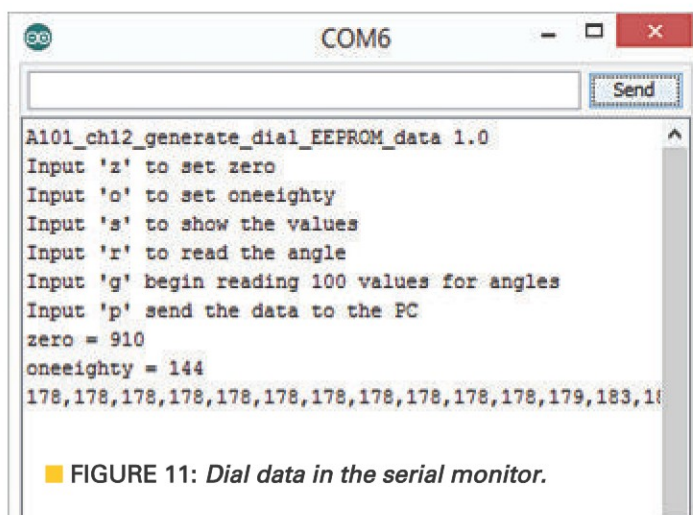 COM6
Send
A101_ch12_generate_dial_EEPROM_data 1.0
Input 'z' to set zero
Input 'o' to set oneeighty
Input 's' to show the values
Input 'r' to read the angle
Input 'g' begin reading 100 values for angles
Input 'p' send the data to the PC
zero = 910
oneeighty = 144
178,178,178,178,178,178,178,178,178,178,178,179,183,18
FIGURE 11: Dial data in the serial monitor.